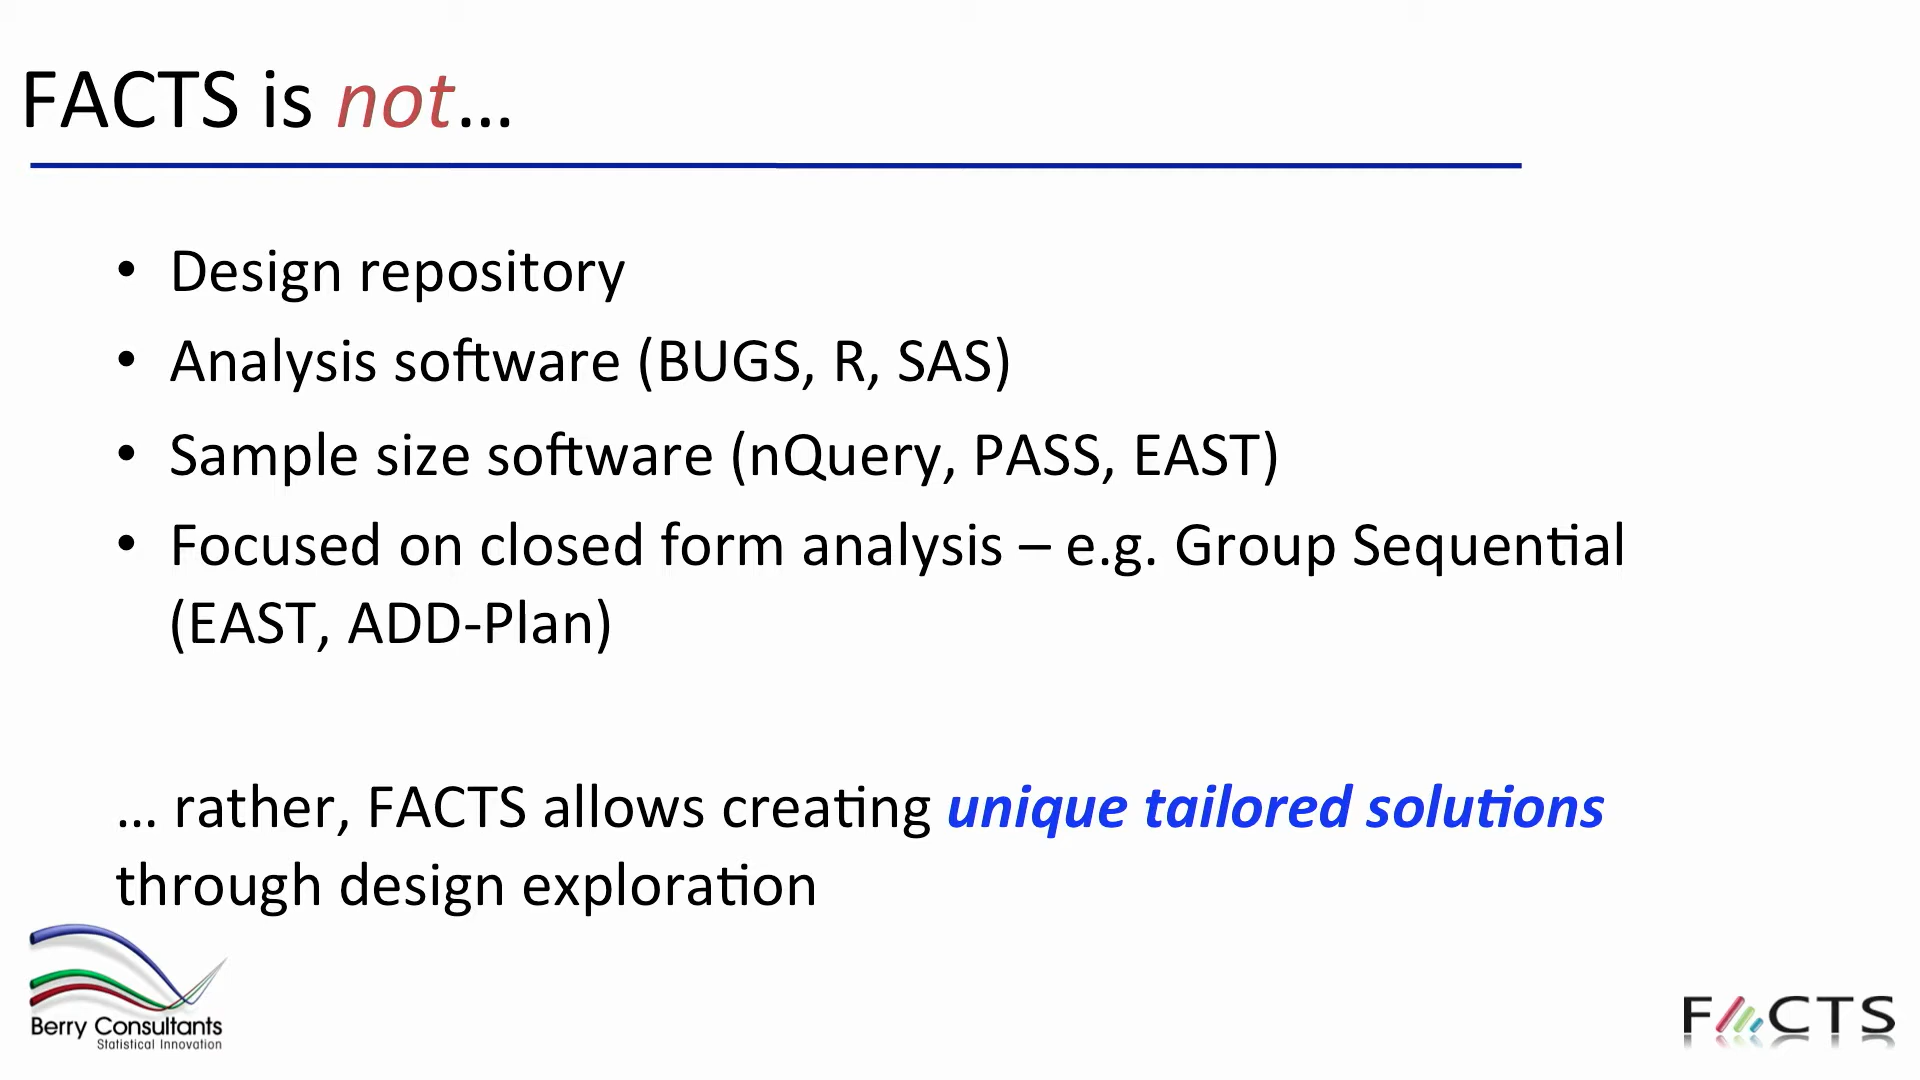 FACTS is not...
• Design repository
• Analysis software (BUGS, R, SAS)
• Sample size software (nQuery, PASS, EAST)
• Focused on closed form analysis – e.g. Group Sequential
(EAST, ADD-Plan)
... rather, FACTS allows creating unique tailored solutions
through design exploration
Berry Consultants
Statistical Innovation
FACTS